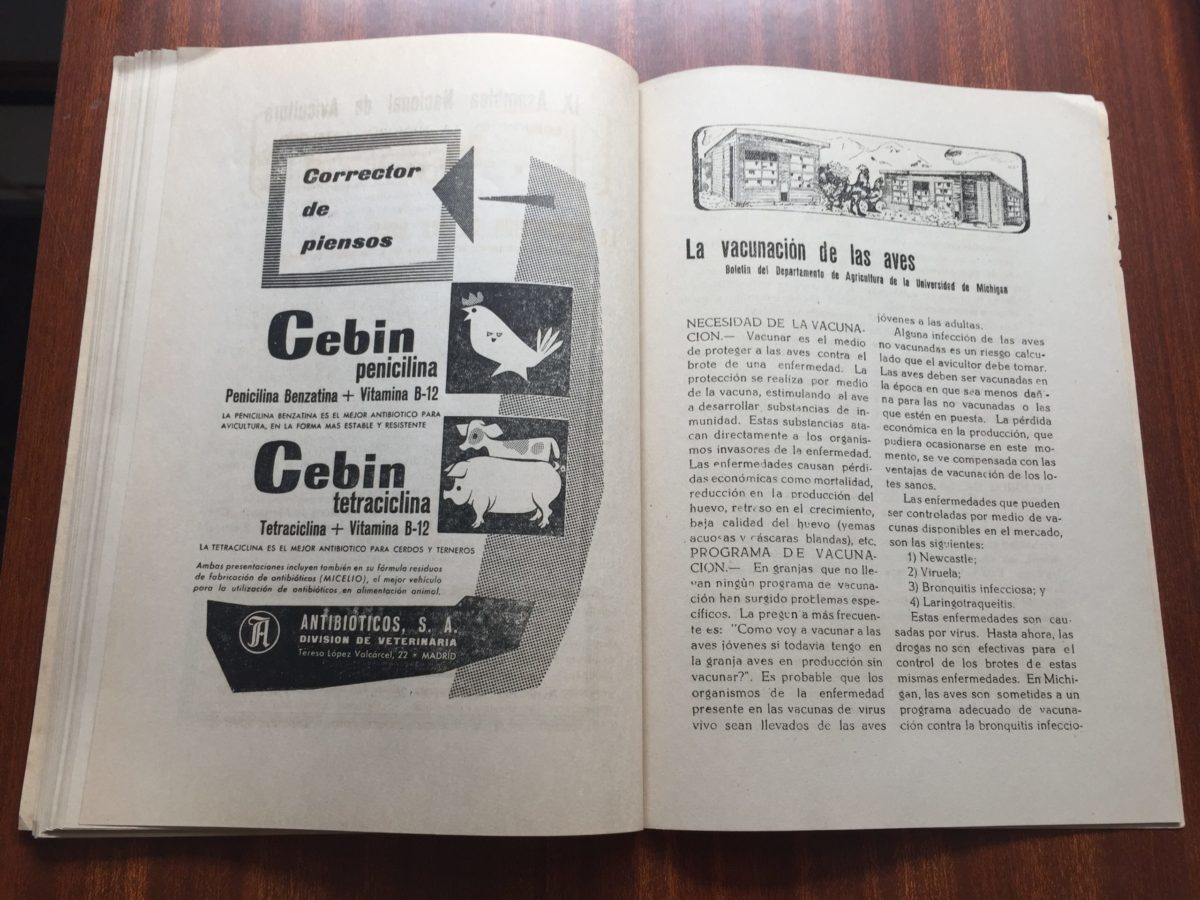 Corrector
de
piensos
Cebin
penicilina
Penicilina Benzatina + Vitamina B-12
LA PENICILINA BENZATINA ES EL MEJOR ANTIBIOTICO PARA
AVICULTURA, EN LA FORMA MAS ESTABLE Y RESISTENTE
Cebin
tetraciclina
Tetraciclina + Vitamina B-12
LA TETRACICLINA ES EL MEJOR ANTIBIOTICO PARA CERDOS Y TERNEROS
Ambas presentaciones incluyen también en su fórmula residuos
de fabricación de antibióticos (MICELIO), el mejor vehículo
para la utilización de antibióticos en alimentación animal.
A
ANTIBIÓTICOS, S. A.
DIVISION DE VETERINARIA
Teresa López Valcárcel, 22 * MADRID
La vacunación de las aves
Boletín del Departamento de Agricultura de la Universidad de Michigan
NECESIDAD DE LA VACUNA-
CION.— Vacunar es el medio
de proteger a las aves contra el
brote de una enfermedad. La
protección se realiza por medio
de la vacuna, estimulando al ave
a desarrollar substancias de in-
munidad. Estas substancias ata-
can directamente a los organis-
mos invasores de la enfermedad.
Las enfermedades causan pérdi-
das económicas como mortalidad,
reducción en la producción del
huevo, retraso en el crecimiento,
baja calidad del huevo (yemas
acuosas y cáscaras blandas), etc.
PROGRAMA DE VACUNA-
CION.— En granjas que no lle-
van ningún programa de vacuna-
ción han surgido problemas espe-
cíficos. La pregunta más frecuen-
te es: "Como voy a vacunar a las
aves jóvenes si todavía tengo en
la granja aves en producción sin
vacunar?". Es probable que los
organismos de la enfermedad
presente en las vacunas de virus
vivo sean llevados de las aves
jóvenes a las adultas.
Alguna infección de las aves
no vacunadas es un riesgo calcu-
lado que el avicultor debe tomar.
Las aves deben ser vacunadas en
la época en que sea menos dañi-
na para las no vacunadas o las
que estén en puesta. La pérdida
económica en la producción, que
pudiera ocasionarse en este mo-
mento, se ve compensada con las
ventajas de vacunación de los lo-
tes sanos.
Las enfermedades que pueden
ser controladas por medio de va-
cunas disponibles en el mercado,
son las siguientes:
1) Newcastle;
2) Viruela;
3) Bronquitis infecciosa; y
4) Laringotraqueítis.
Estas enfermedades son cau-
sadas por virus. Hasta ahora, las
drogas no son efectivas para el
control de los brotes de estas
mismas enfermedades. En Michi-
gan, las aves son sometidas a un
programa adecuado de vacuna-
ción contra la bronquitis infeccio-